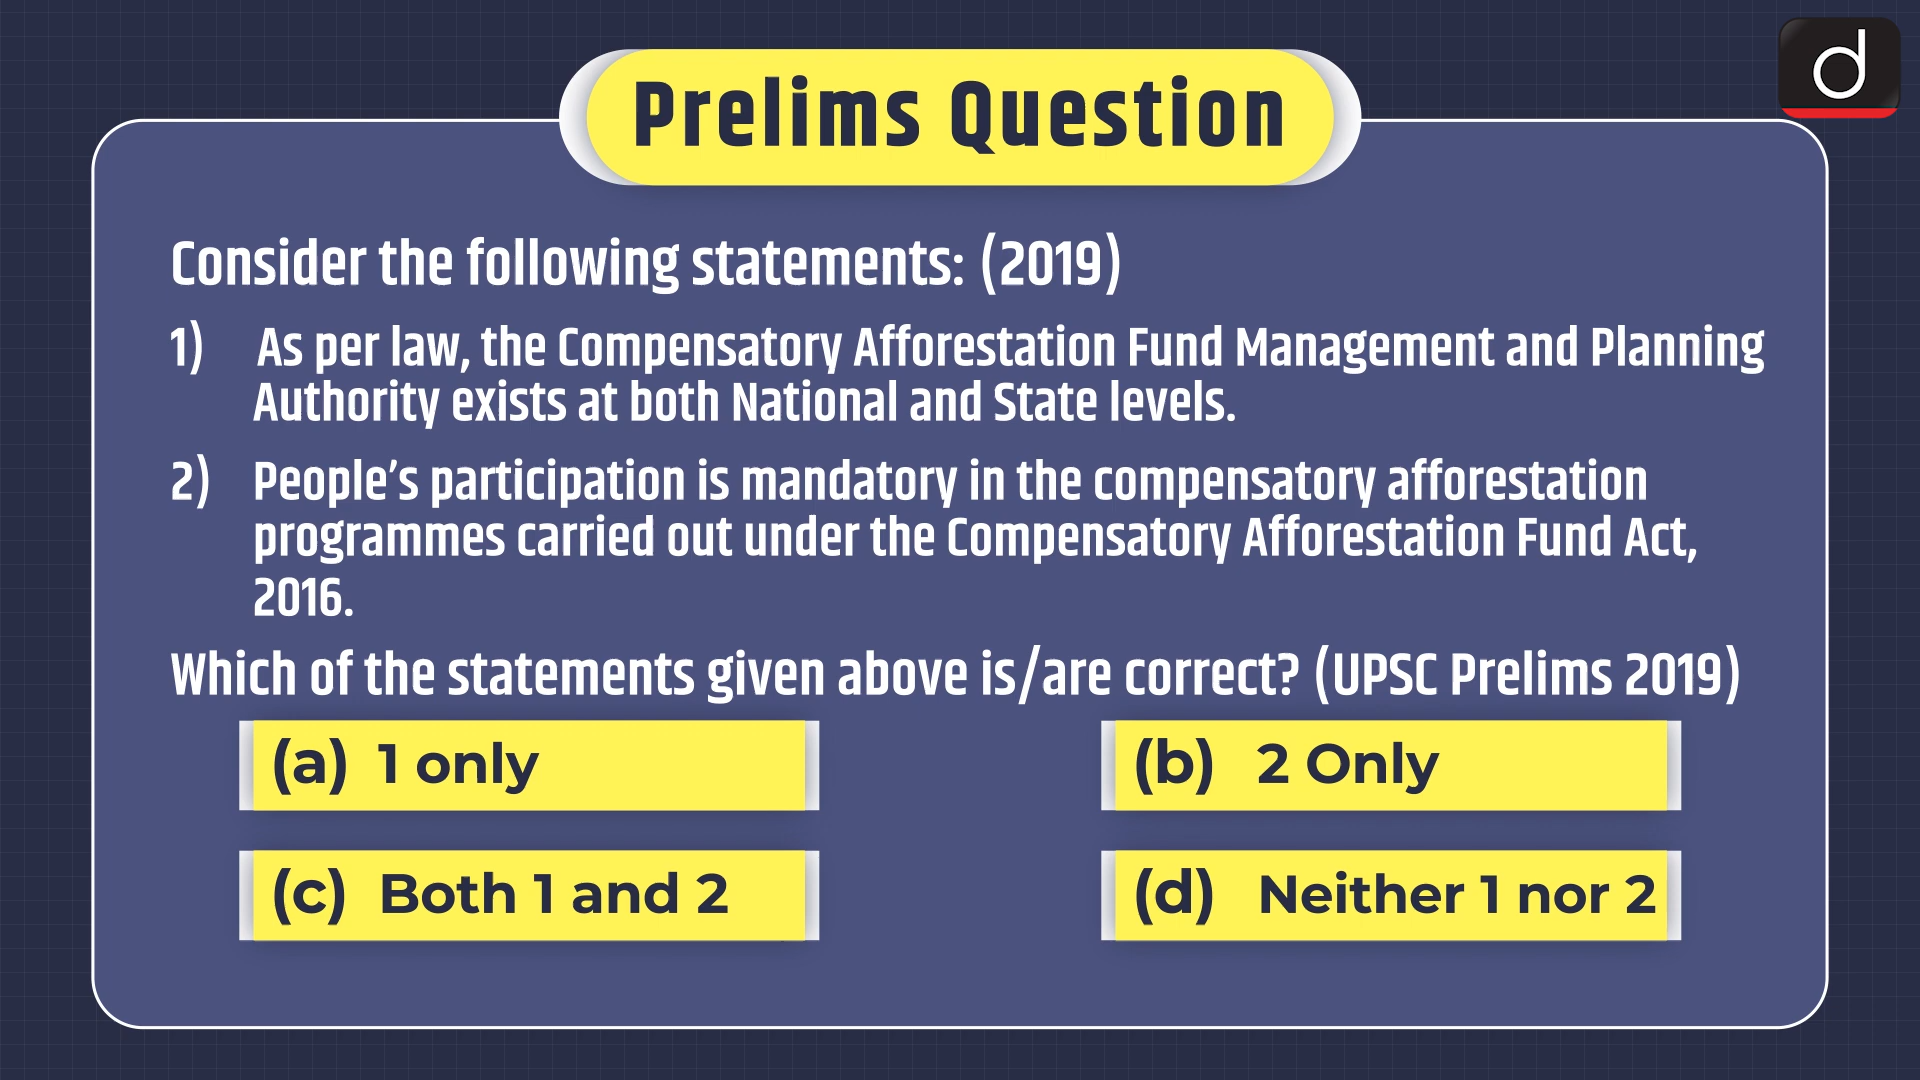 Prelims Question
d
Consider the following statements: (2019)
1) As per law, the Compensatory Afforestation Fund Management and Planning
Authority exists at both National and State levels.
2) People’s participation is mandatory in the compensatory afforestation
programmes carried out under the Compensatory Afforestation Fund Act,
2016.
Which of the statements given above is/are correct? (UPSC Prelims 2019)
(a) 1 only
(b) 2 Only
(c) Both 1 and 2
(d) Neither 1 nor 2